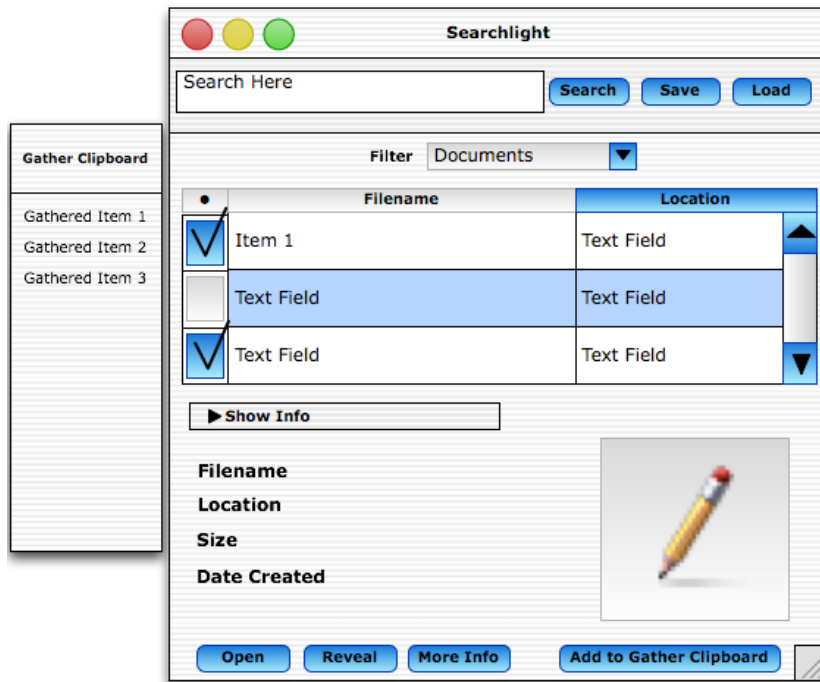 Searchlight
Search Here
Search Save Load
Gather Clipboard
Gathered Item 1
Gathered Item 2
Gathered Item 3
Filter Documents
• Filename Location
Item 1 Text Field
Text Field Text Field
Text Field Text Field
Show Info
Filename
Location
Size
Date Created
Open Reveal More Info Add to Gather Clipboard